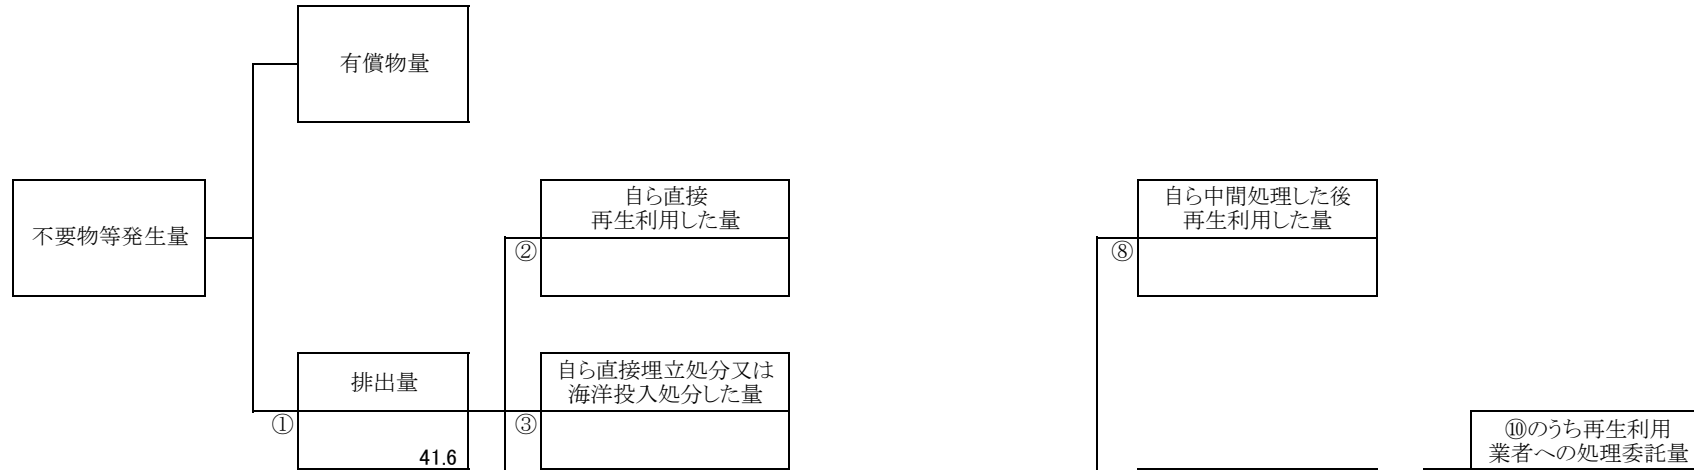 有償物量
不要物等発生量
自ら直接
再生利用した量
②
自ら中間処理した後
再生利用した量
⑧
排出量
①
41.6
自ら直接埋立処分又は
海洋投入処分した量
③
⑩のうち再生利用
業者への処理委託量